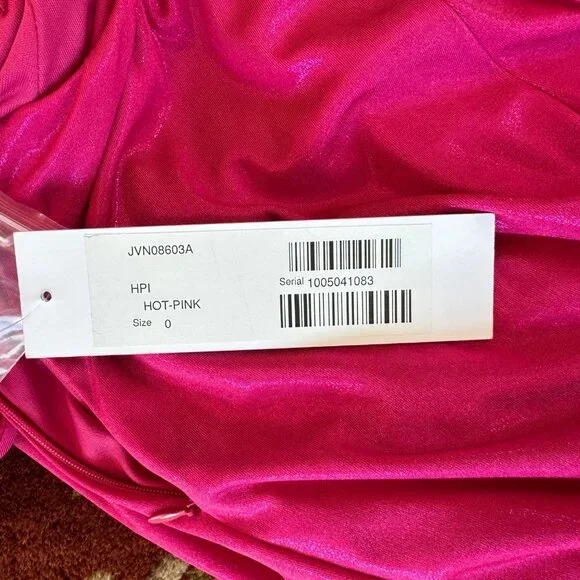 JVN08603A
HPI
HOT-PINK
Size 0
Serial 1005041083